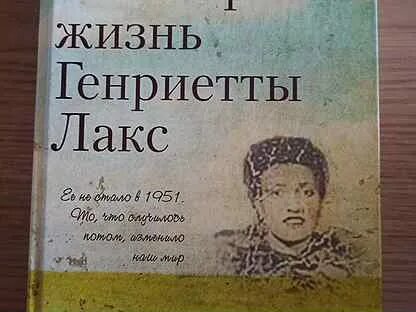 жизнь
Генриетты
Лакс
Ее не стало в 1951.
То, что случилось
потом, изменило
наш мир